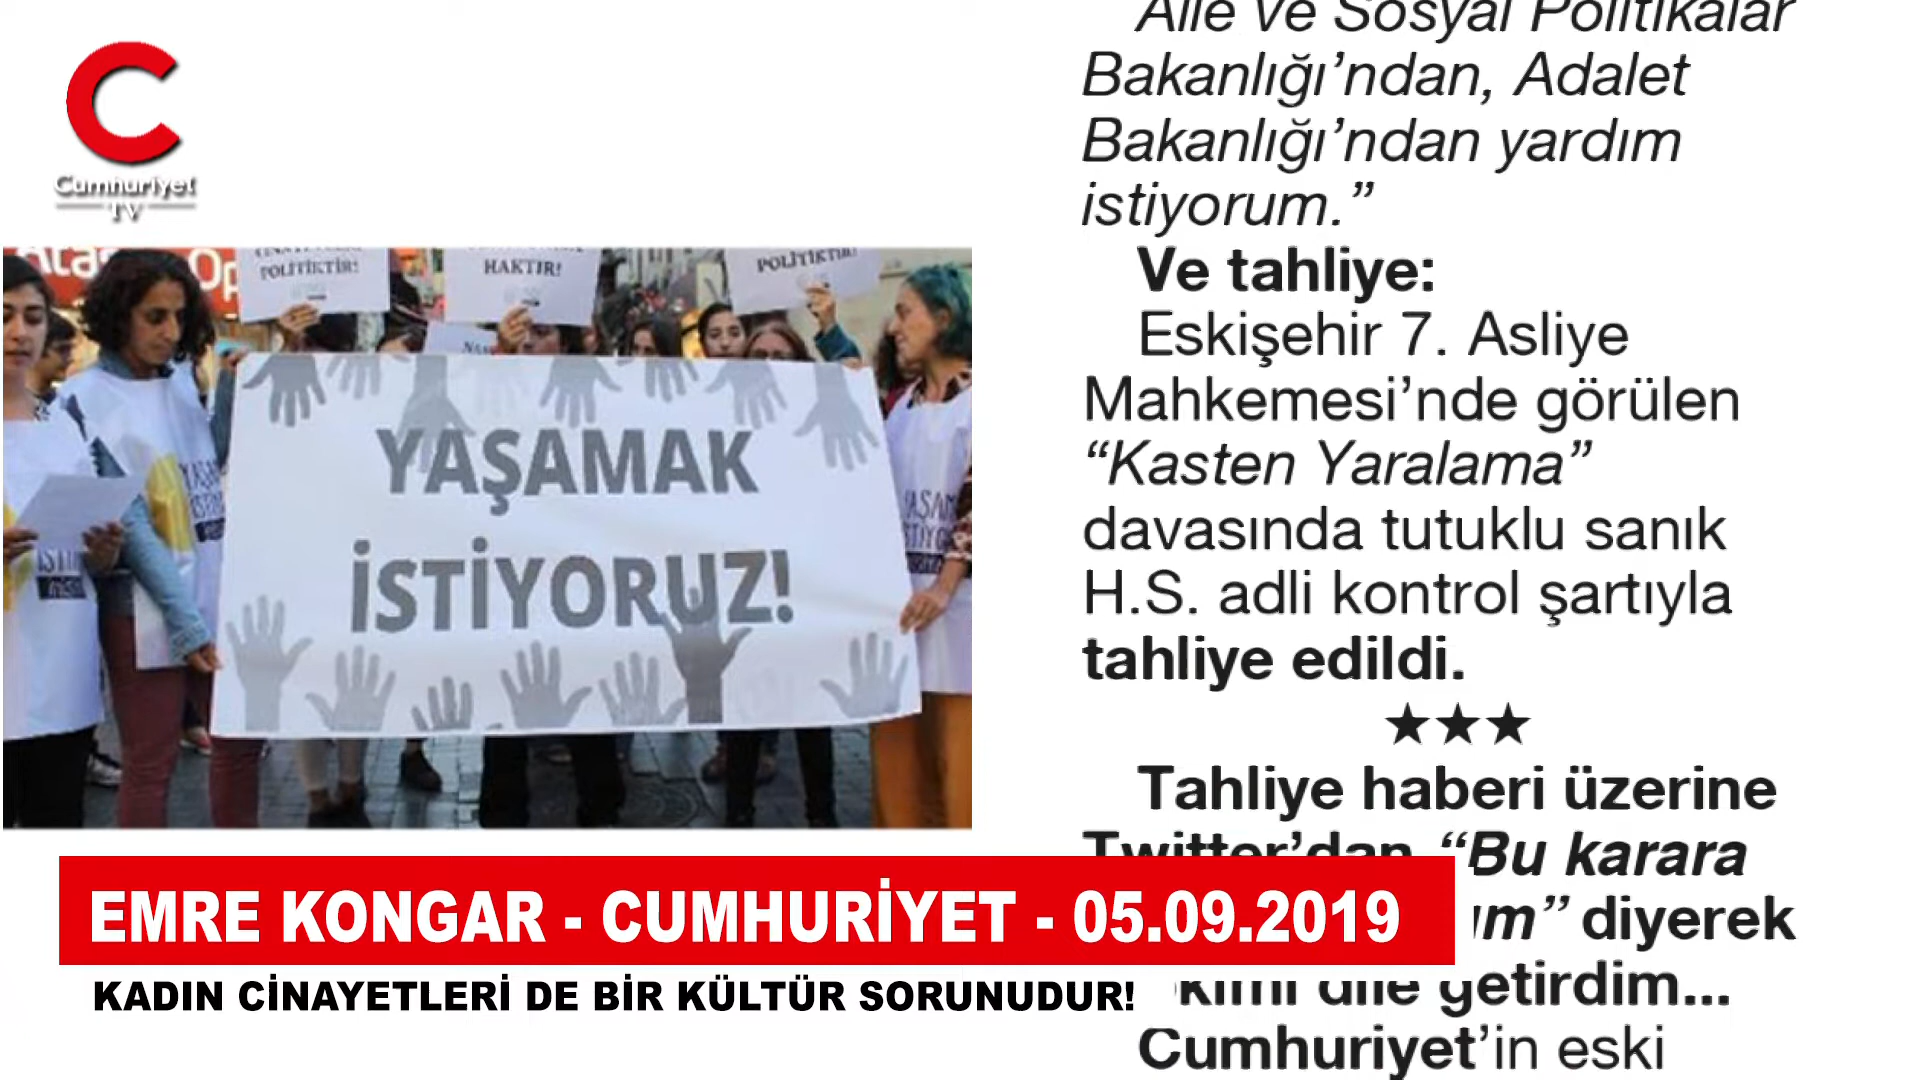 Cumhuriyet
TV
POLİTİKTİR!
HAKTIR!
POLİTİKTİR!
YAŞAMAK
İSTİYORUZ!
Aile ve Sosyal Politikalar
Bakanlığı’ndan, Adalet
Bakanlığı’ndan yardım
istiyorum.”
Ve tahliye:
Eskişehir 7. Asliye
Mahkemesi’nde görülen
“Kasten Yaralama”
davasında tutuklu sanık
H.S. adli kontrol şartıyla
tahliye edildi.
★★★
Tahliye haberi üzerine
Twitter’dan “Bu karara
diyerek
dile getirdim...
Cumhuriyet’in eski
EMRE KONGAR - CUMHURİYET - 05.09.2019
KADIN CİNAYETLERİ DE BİR KÜLTÜR SORUNUDUR!